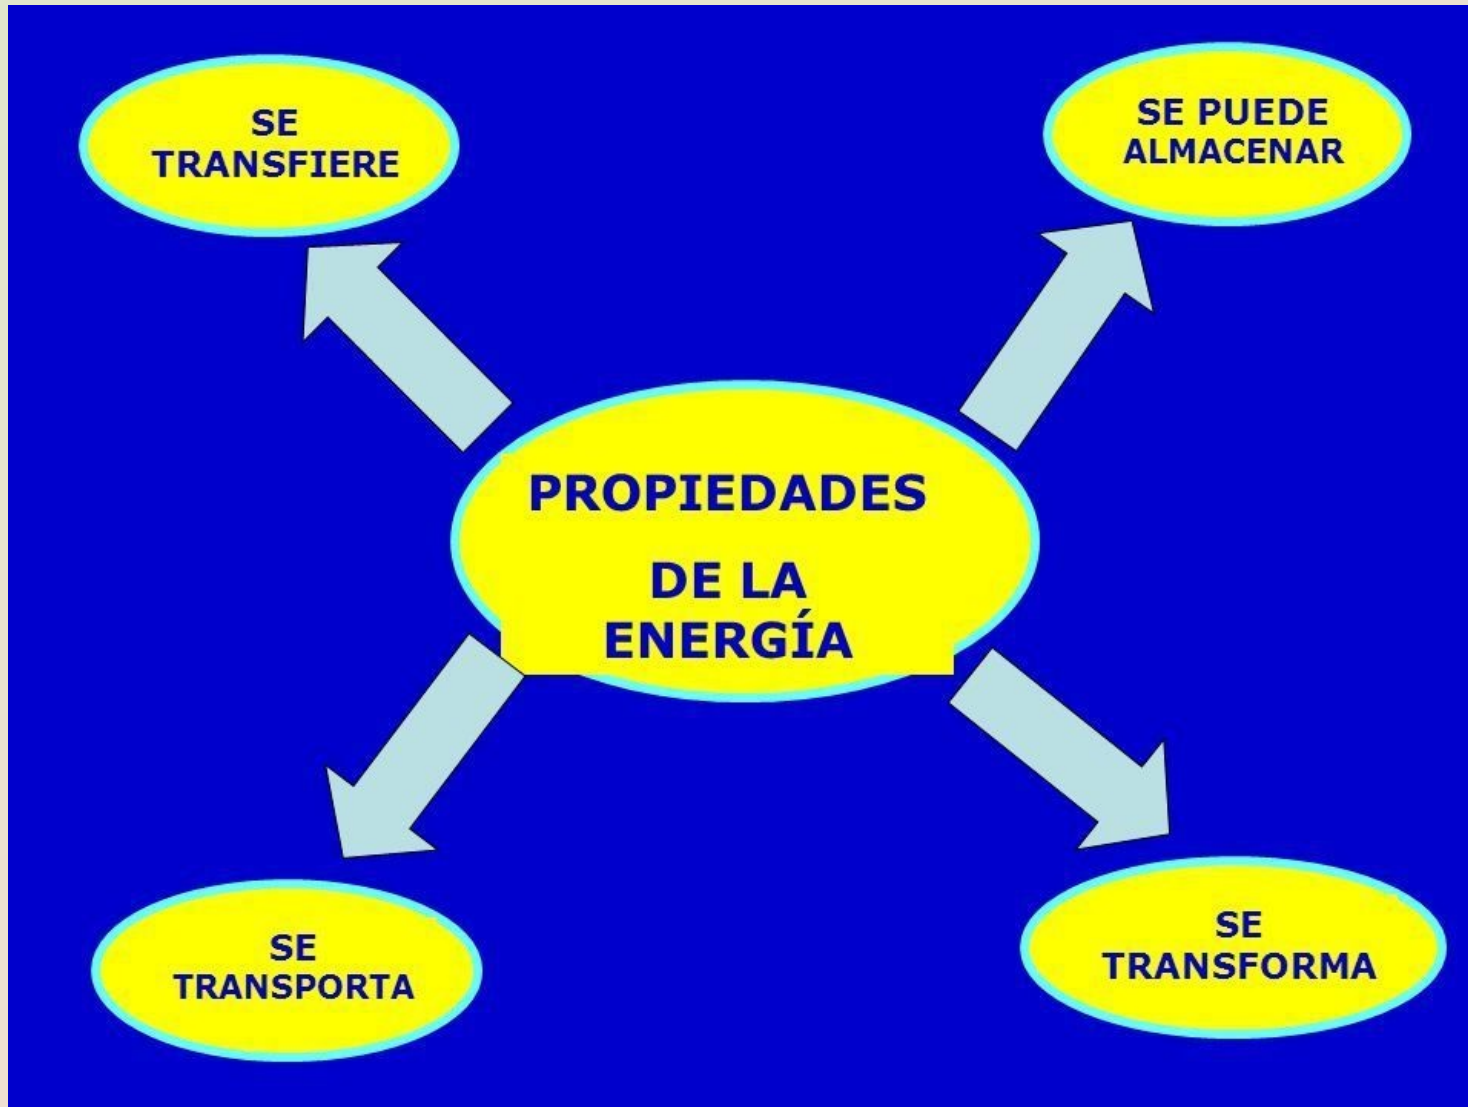 SE
TRANSFIERE
SE PUEDE
ALMACENAR
PROPIEDADES
DE LA
ENERGÍA
SE
TRANSPORTA
SE
TRANSFORMA